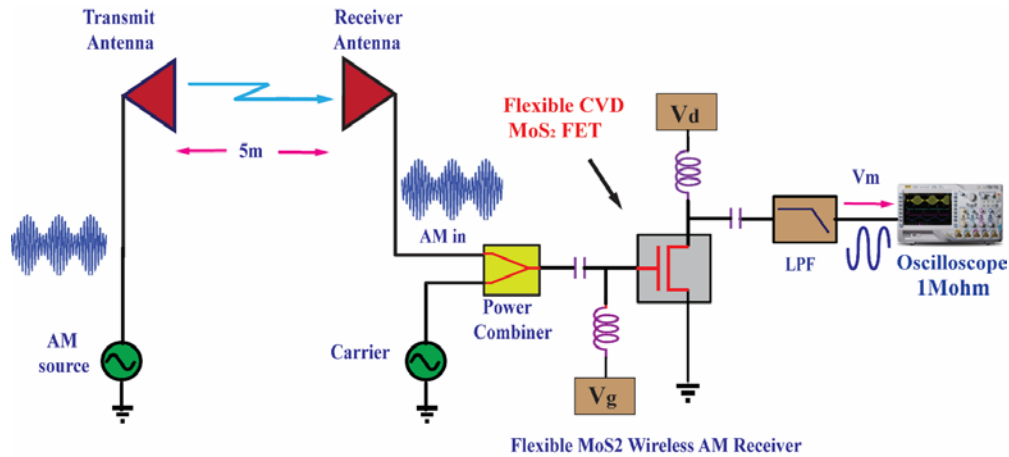 Transmit
Antenna
Receiver
Antenna
5m
Flexible CVD
MoS₂ FET
Vd
Vm
AM in
LPF
Oscilloscope
1Mohm
Power
Combiner
AM
source
Carrier
Vg
Flexible MoS2 Wireless AM Receiver